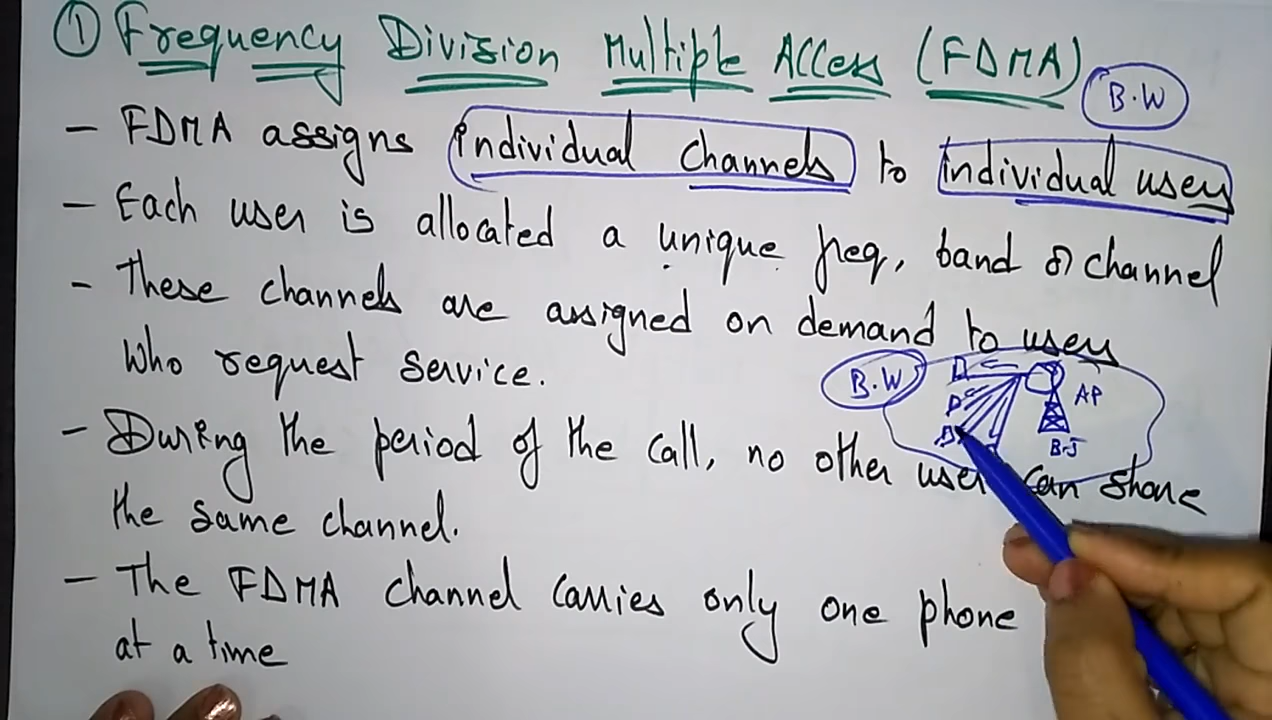 ① Frequency Division Multiple Access (FDMA)
B.W
- FDMA assigns individual channels to individual users
- Each user is allocated a unique freq, band or channel
- These channels are assigned on demand to users
who request service.
B.W
AP
- During the period of the call, no other user can share
the same channel.
- The FDMA channel carries only one phone
at a time